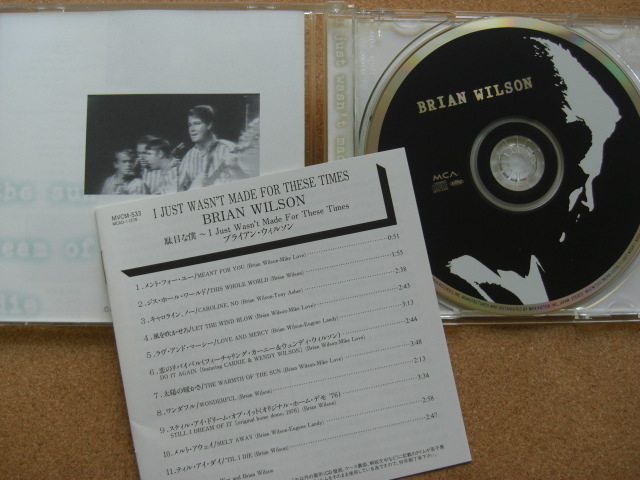 MVCM-533
I JUST WASN'T MADE FOR THESE TIMES
BRIAN WILSON
駄目な僕 ~ I Just Wasn't Made For These Times
ブライアン・ウィルソン
1. メント・フォー・ユー/MEANT FOR YOU (Brian Wilson-Mike Love) 0:51
2. ジス・ホール・ワールド/THIS WHOLE WORLD (Brian Wilson) 1:55
3. キャロライン, ノー/CAROLINE, NO (Brian Wilson-Tony Asher) 2:38
4. 風を吹かせろ/LET THE WIND BLOW (Brian Wilson-Mike Love) 2:43
5. ラヴ・アンド・マーシー/LOVE AND MERCY (Brian Wilson-Eugene Landy) 3:13
6. 恋のリバイバル(フィーチャリング・カーニー&ウェンディ・ウィルソン) 2:44
DO IT AGAIN [featuring CARNIE & WENDY WILSON] (Brian Wilson-Mike Love)
7. 太陽の暖かさ/THE WARMTH OF THE SUN (Brian Wilson-Mike Love) 3:48
8. ワンダフル/WONDERFUL (Brian Wilson) 2:13
9. スティル・アイ・ドリーム・オブ・イット(オリジナル・ホーム・デモ '76) 3:34
STILL I DREAM OF IT [original home demo, 1976] (Brian Wilson)
10. メルト・アウェイ/MELT AWAY (Brian Wilson-Eugene Landy) 2:58
11. ティル・アイ・ダイ/'TIL I DIE (Brian Wilson) 2:47
and Brian Wilson
BRIAN WILSON
MCA
I just wasn't mad